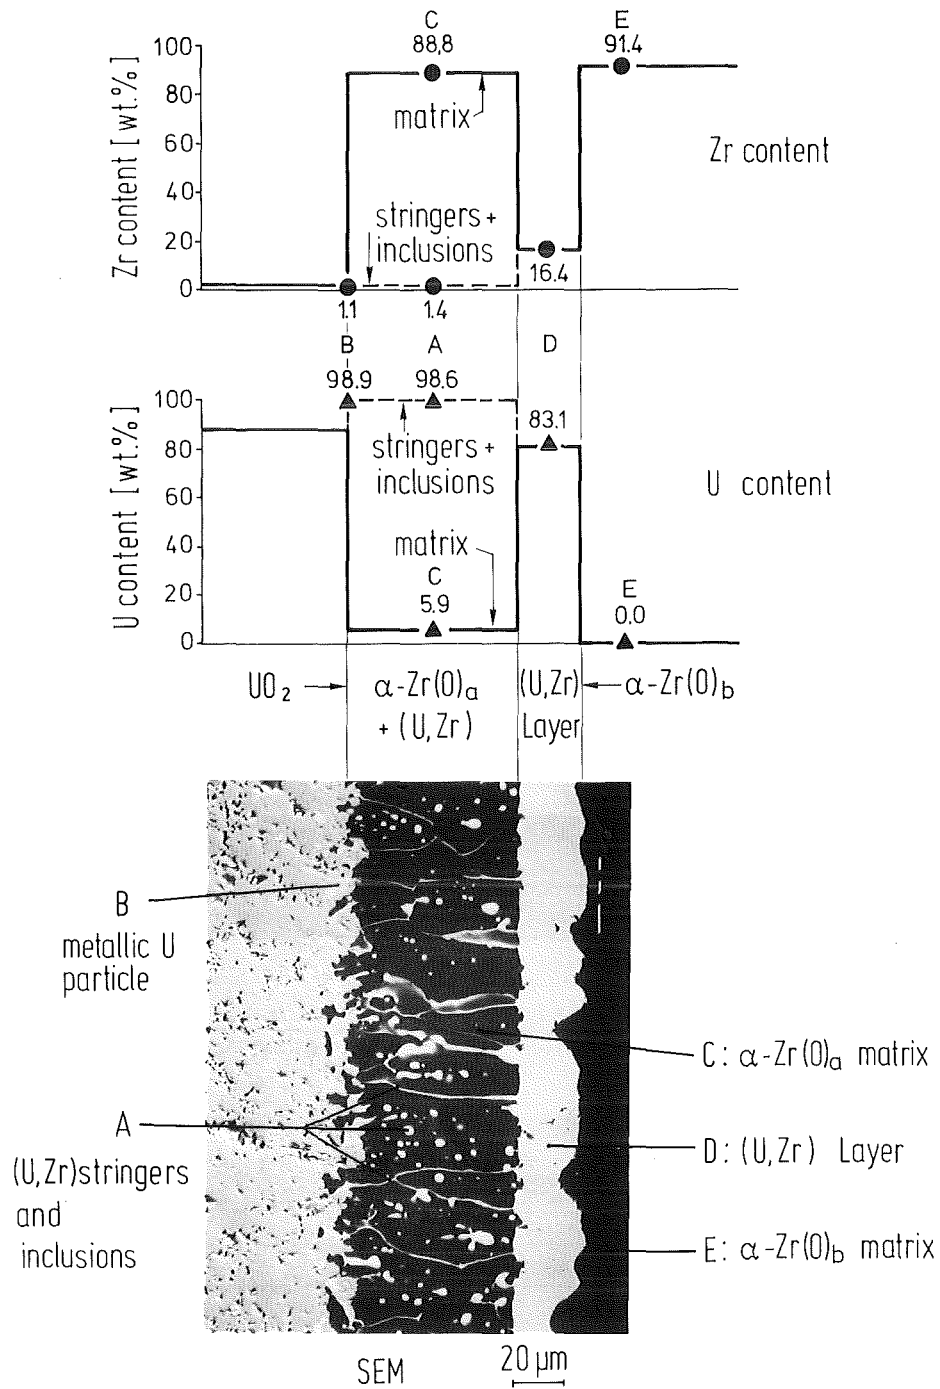 C
88,8
E
91.4
Zr content [wt.%]
100
80
60
40
20
0
matrix
Zr content
stringers +
inclusions
16.4
1.1
1.4
B
A
D
98.9
98.6
83.1
U content [wt.%]
100
80
60
40
20
0
stringers +
inclusions
U content
matrix
C
5,9
E
0,0
UO₂
α-Zr(O)a
+ (U,Zr)
(U,Zr)
Layer
α-Zr(O)b
B
metallic U
particle
C: α-Zr(O)a matrix
A
(U,Zr)stringers
and
inclusions
D: (U,Zr) Layer
E: α-Zr(O)b matrix
SEM
20 µm